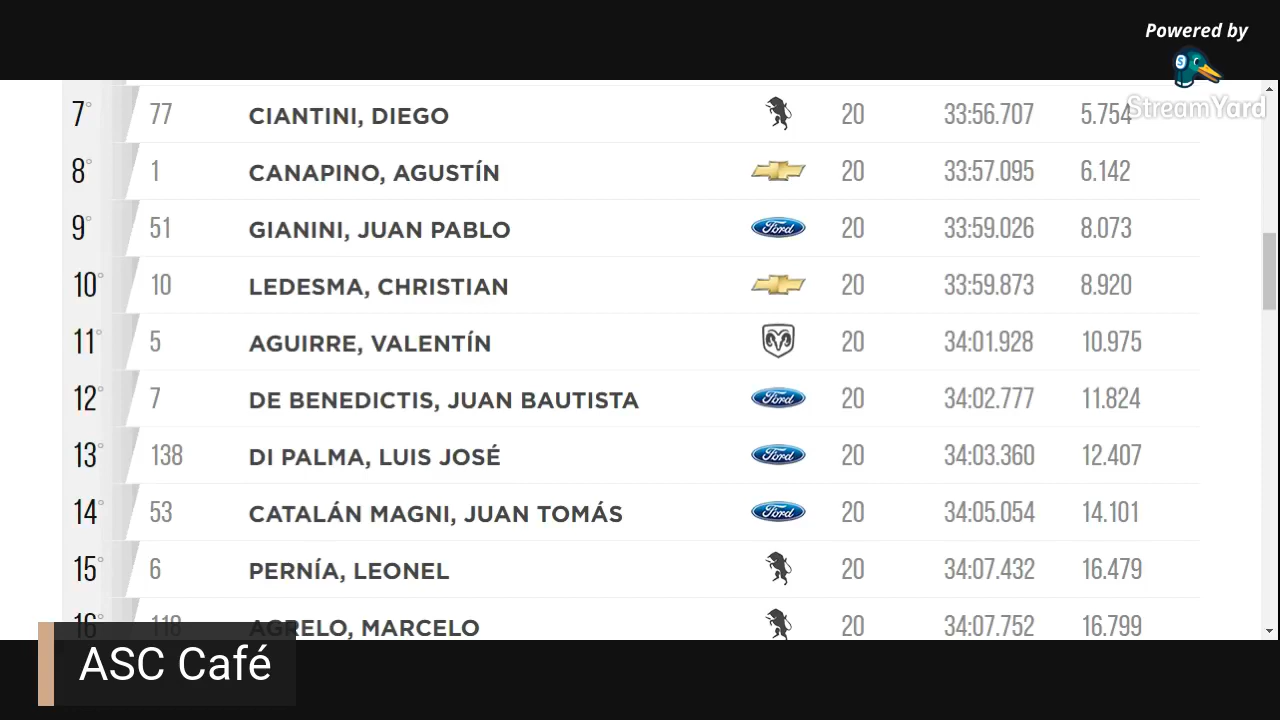 Powered by
StreamYard
7° 77 CIANTINI, DIEGO 20 33:56.707 5.754
8° 1 CANAPINO, AGUSTÍN 20 33:57.095 6.142
9° 51 GIANINI, JUAN PABLO Ford 20 33:59.026 8.073
10° 10 LEDESMA, CHRISTIAN 20 33:59.873 8.920
11° 5 AGUIRRE, VALENTÍN 20 34:01.928 10.975
12° 7 DE BENEDICTIS, JUAN BAUTISTA Ford 20 34:02.777 11.824
13° 138 DI PALMA, LUIS JOSÉ Ford 20 34:03.360 12.407
14° 53 CATALÁN MAGNI, JUAN TOMÁS Ford 20 34:05.054 14.101
15° 6 PERNÍA, LEONEL 20 34:07.432 16.479
16° 118 AGRELO, MARCELO 20 34:07.752 16.799
ASC Café